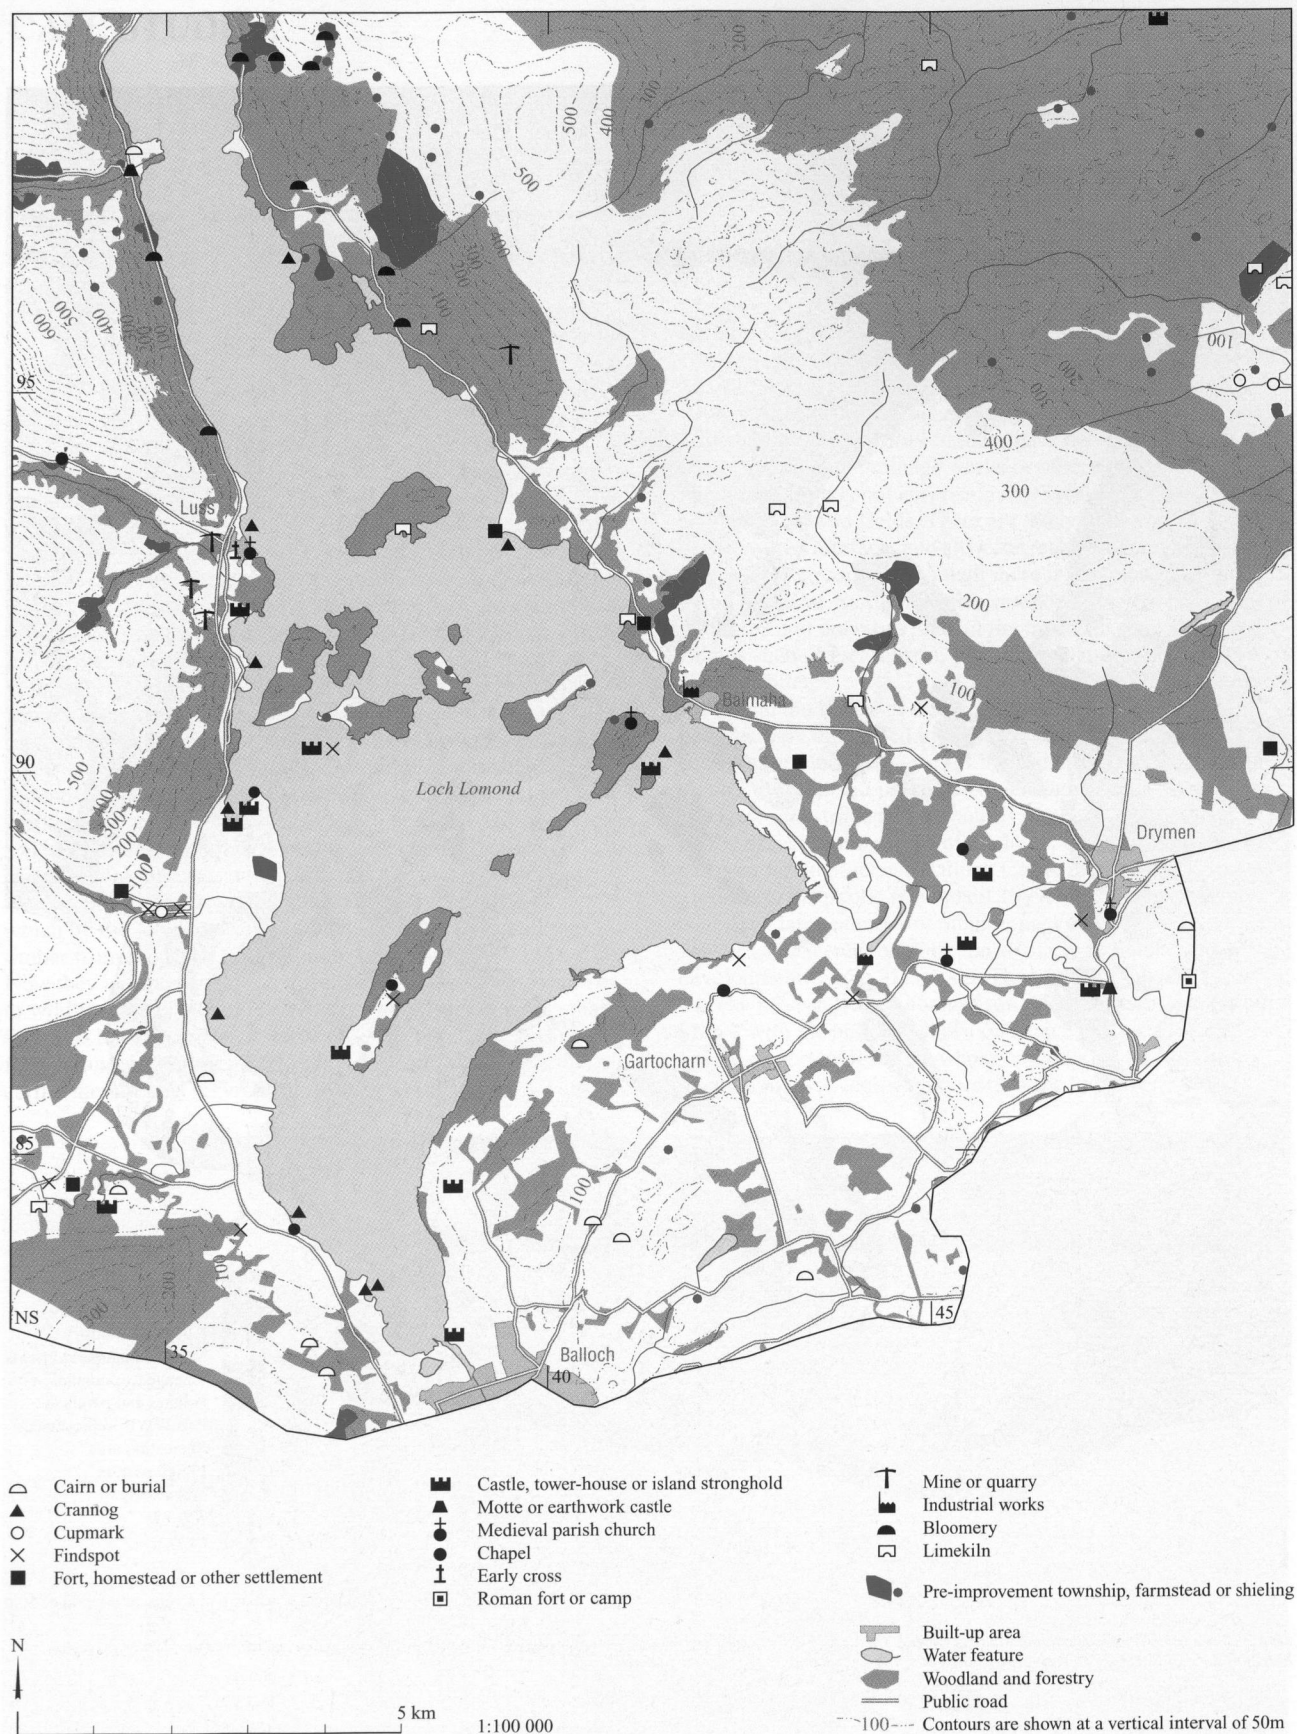 200
300
500
400
500
400
300
200
100
600
500
400
300
200
100
100
95
200
300
400
300
Luss
200
100
Balmaha
90
500
400
300
200
100
Loch Lomond
Drymen
Gartocharn
85
100
100
200
300
NS
35
45
Balloch
40
Cairn or burial
Crannog
Cupmark
Findspot
Fort, homestead or other settlement
Castle, tower-house or island stronghold
Motte or earthwork castle
Medieval parish church
Chapel
Early cross
Roman fort or camp
Mine or quarry
Industrial works
Bloomery
Limekiln
Pre-improvement township, farmstead or shieling
Built-up area
Water feature
Woodland and forestry
Public road
100 Contours are shown at a vertical interval of 50m
N
5 km
1:100 000